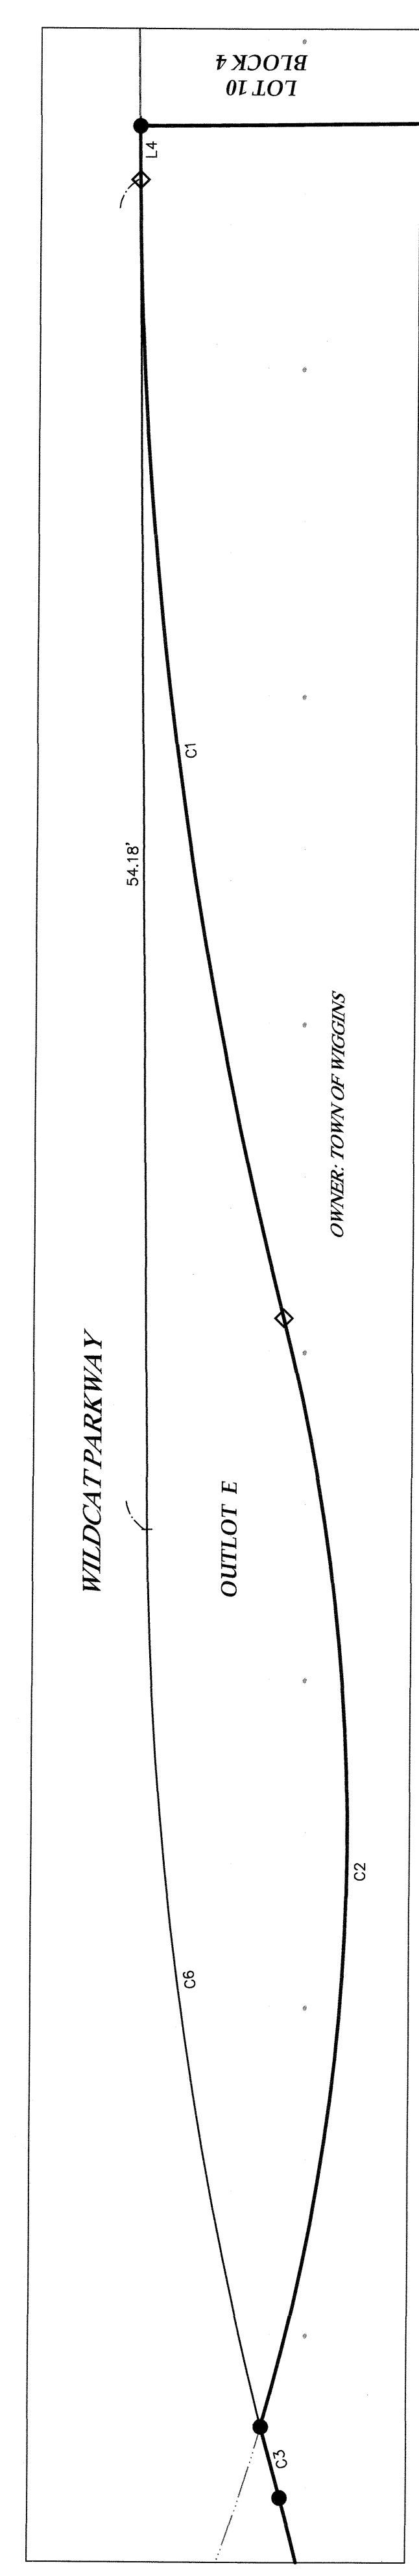 LOT 10
BLOCK 4
L4
C1
54.18'
OWNER: TOWN OF WIGGINS
WILDCAT PARKWAY
OUTLOT E
C2
C6
C3